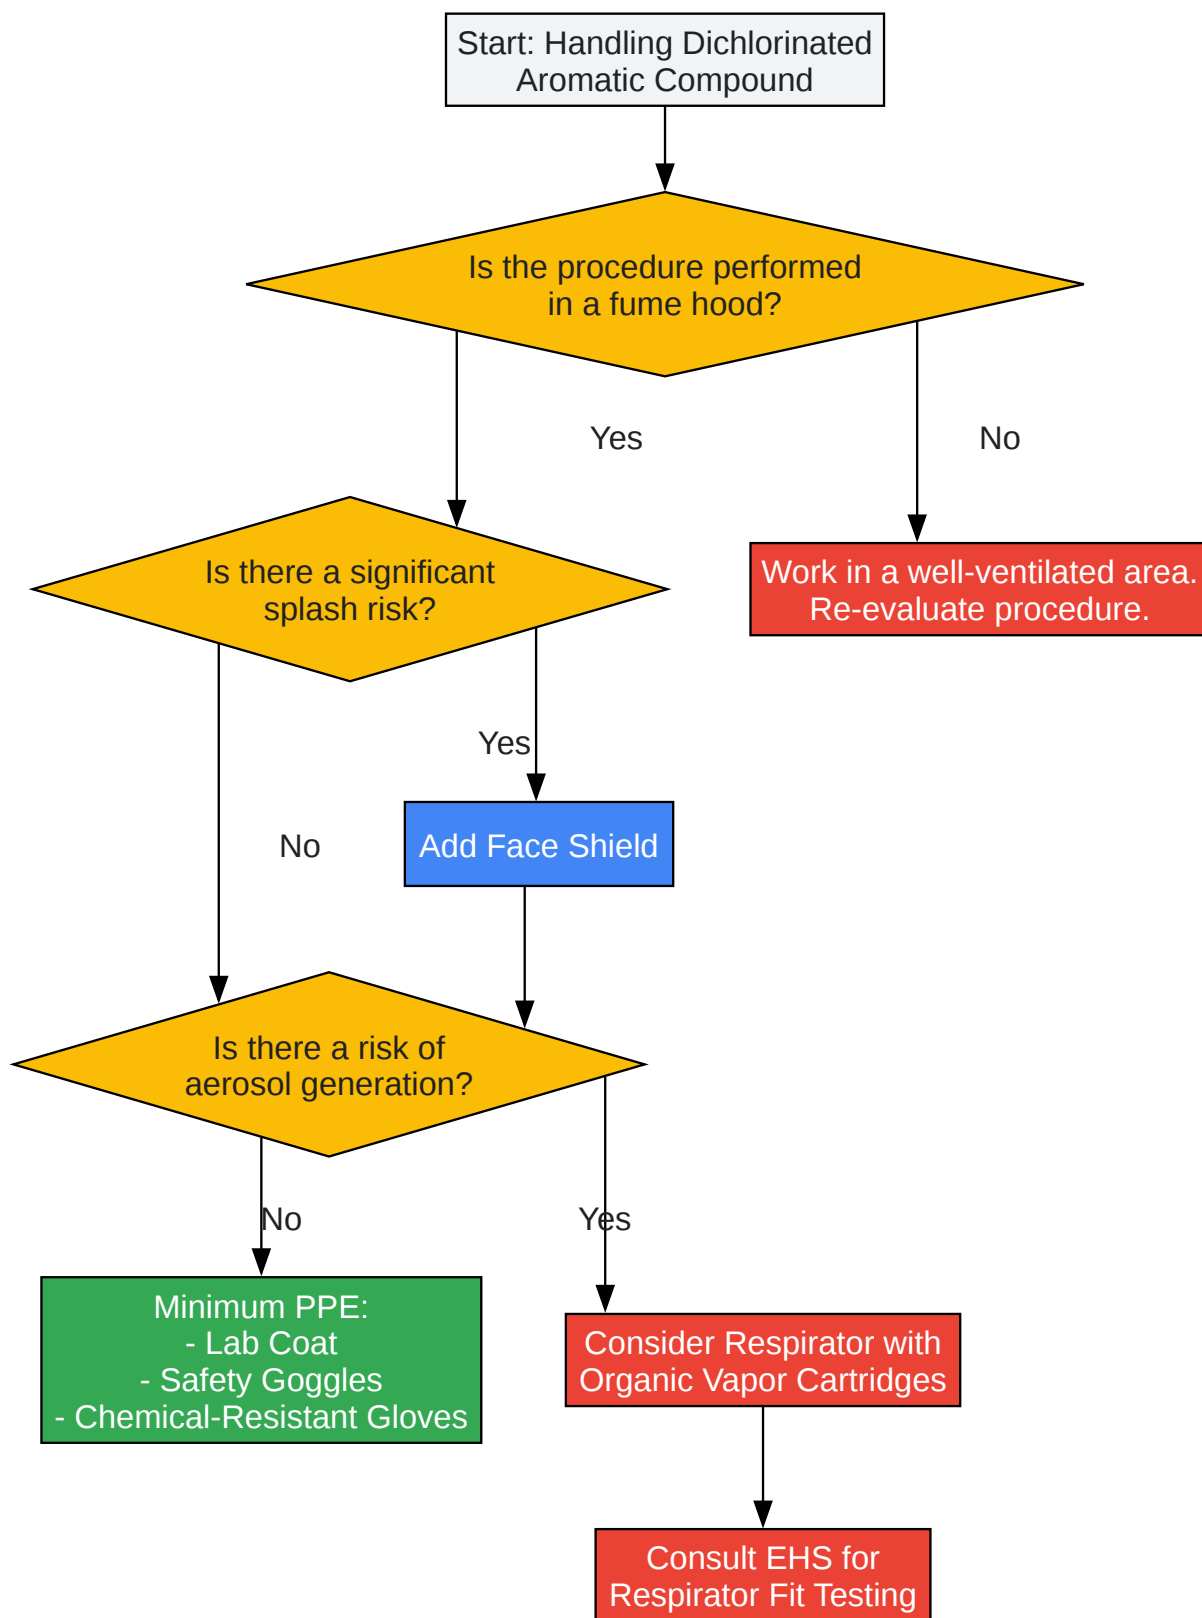 Start: Handling Dichlorinated
Aromatic Compound
Is the procedure performed
in a fume hood?
Yes
No
Is there a significant
splash risk?
Work in a well-ventilated area.
Re-evaluate procedure.
Yes
No
Add Face Shield
Is there a risk of
aerosol generation?
No
Yes
Minimum PPE:
- Lab Coat
- Safety Goggles
- Chemical-Resistant Gloves
Consider Respirator with
Organic Vapor Cartridges
Consult EHS for
Respirator Fit Testing